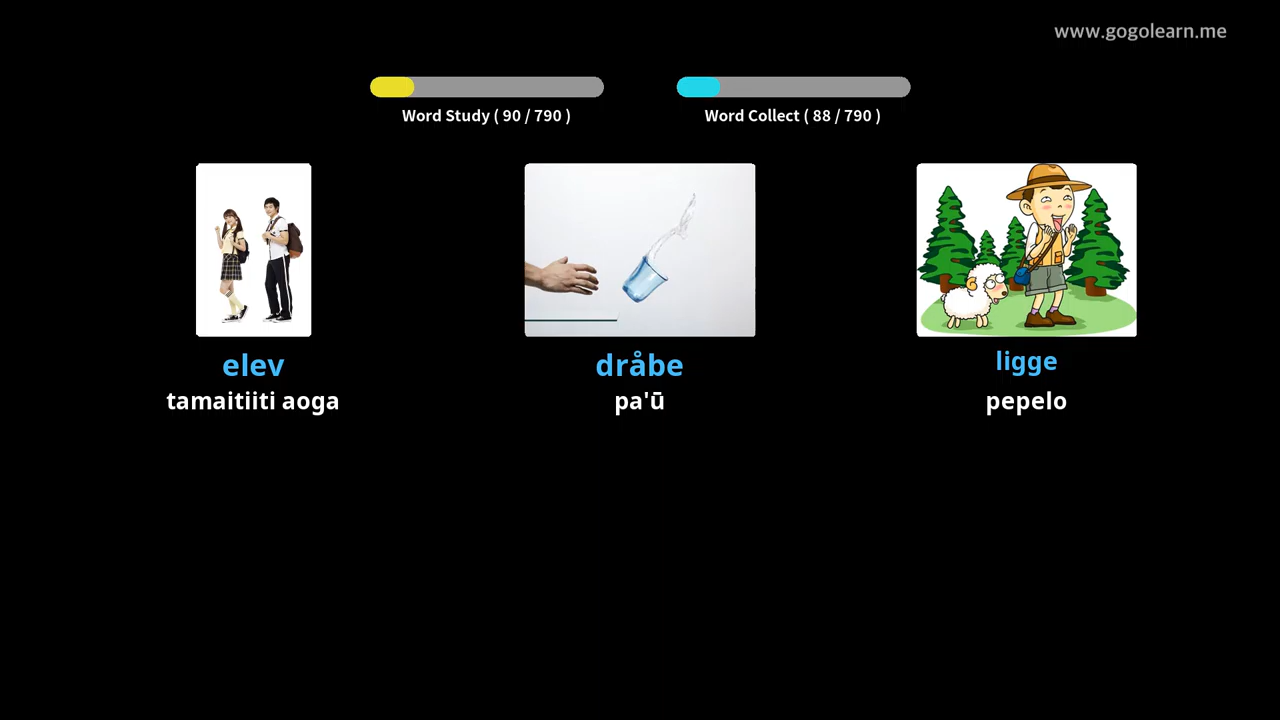 www.gogolearn.me
Word Study ( 90 / 790 )
Word Collect ( 88 / 790 )
elev
dråbe
ligge
tamaitiiti aoga
pa'ū
pepelo